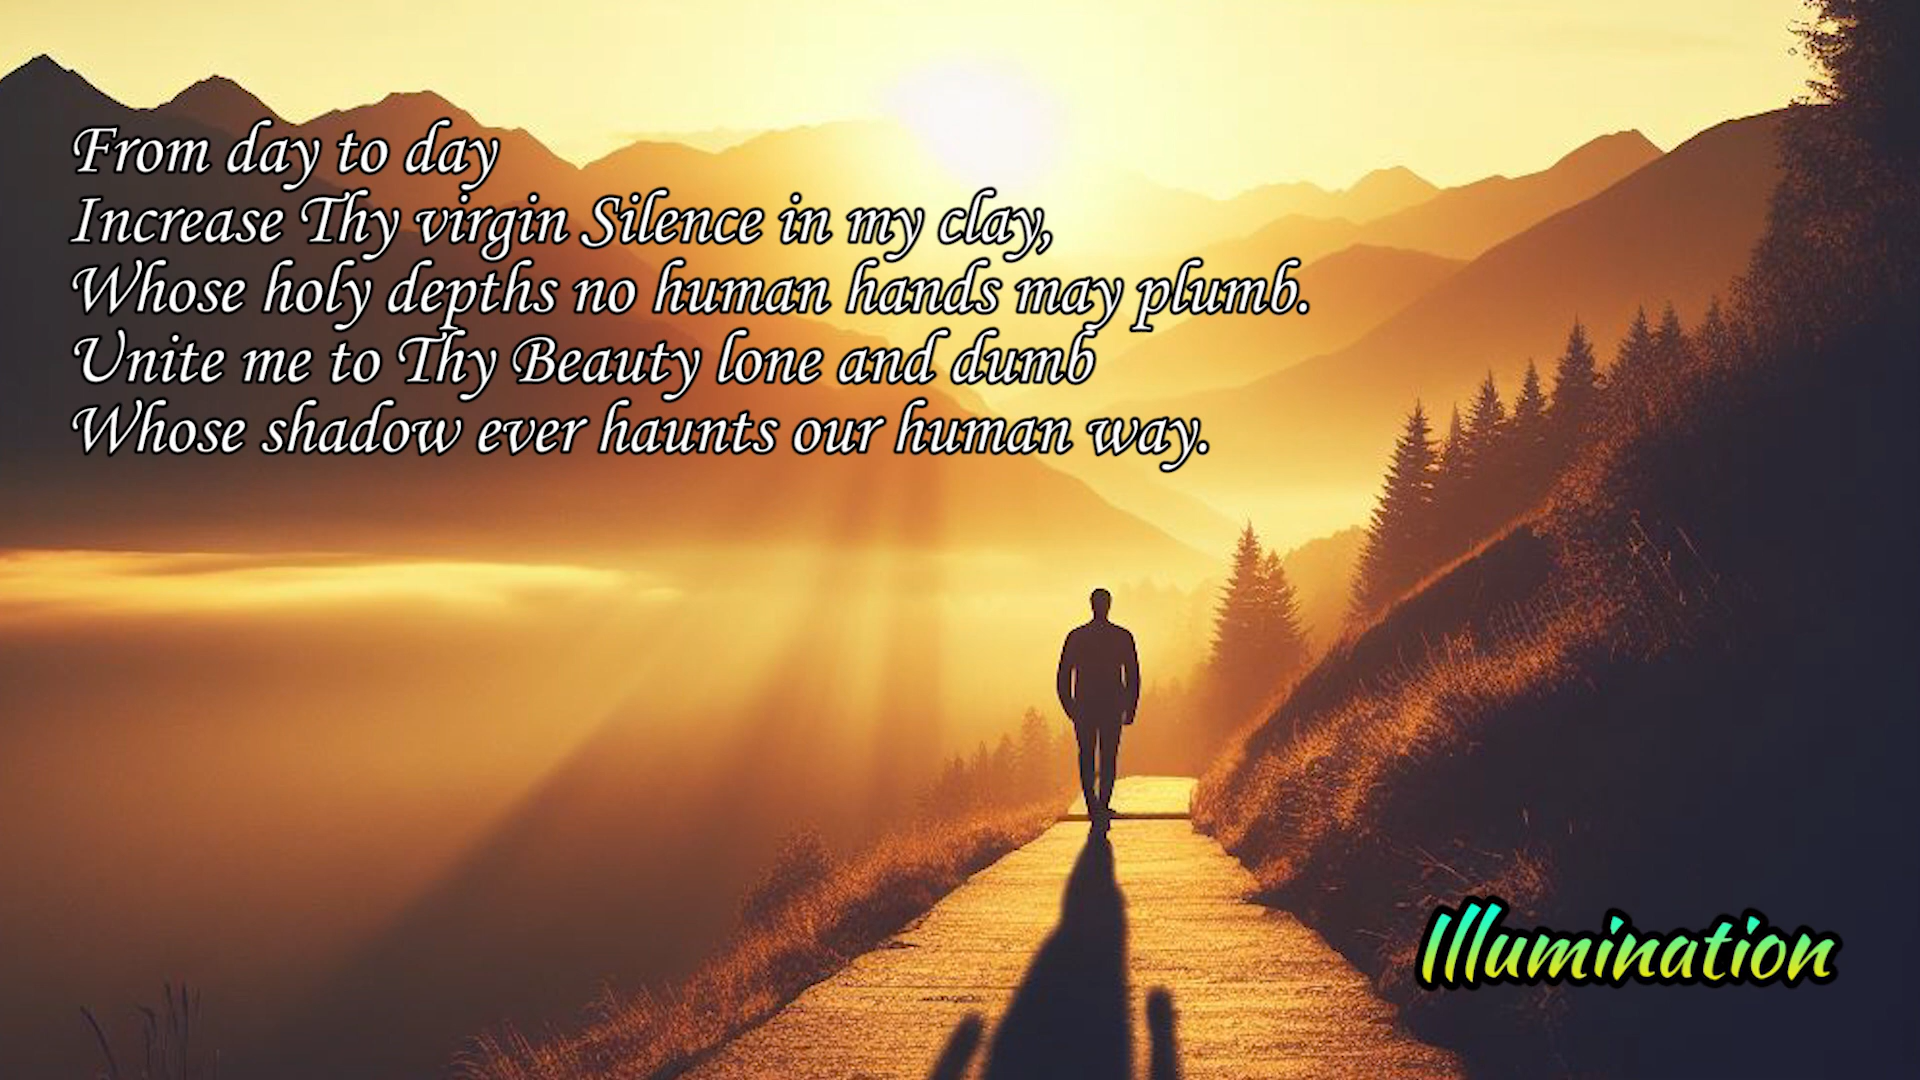 From day to day
Increase Thy virgin Silence in my clay,
Whose holy depths no human hands may plumb.
Unite me to Thy Beauty lone and dumb
Whose shadow ever haunts our human way.
Illumination